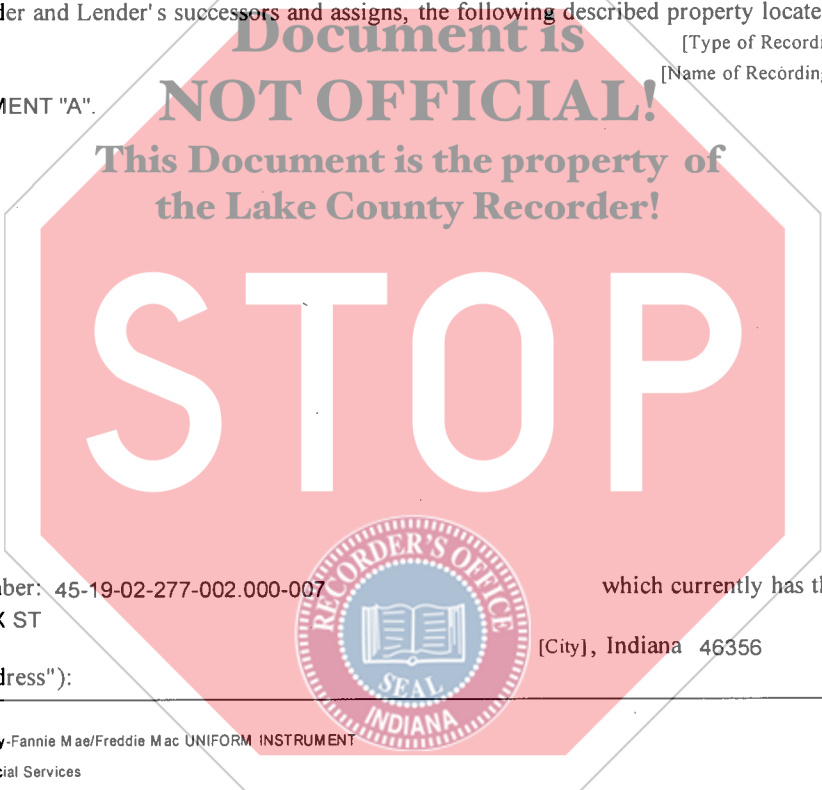 der and Lender's successors and assigns, the following described property locate
Document is
[Type of Recordi
[Name of Recording
MENT "A".
NOT OFFICIAL!
This Document is the property of
the Lake County Recorder!
STOP
RECORDER'S OFFICE
ber: 45-19-02-277-002.000-007 which currently has th
X ST
[City], Indiana 46356
dress"):
SEAL
INDIANA
y-Fannie Mae/Freddie Mac UNIFORM INSTRUMENT
cial Services